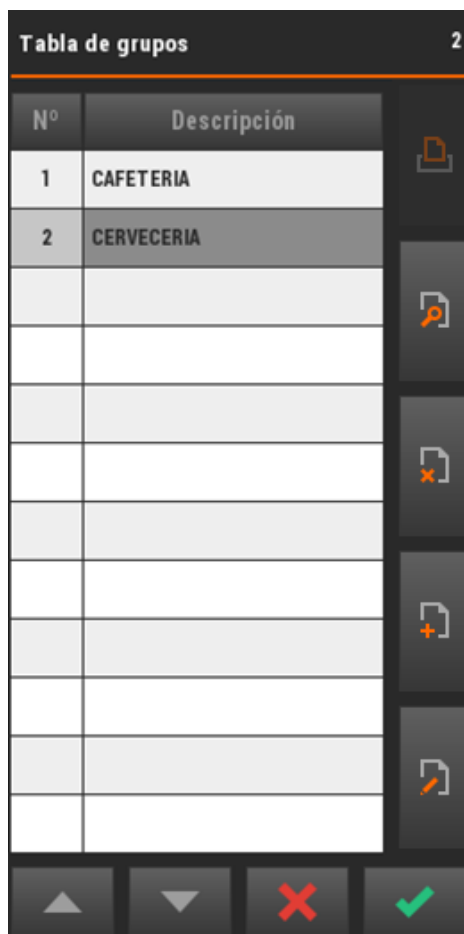 Tabla de grupos 2
Nº Descripción
1 CAFETERIA
2 CERVECERIA